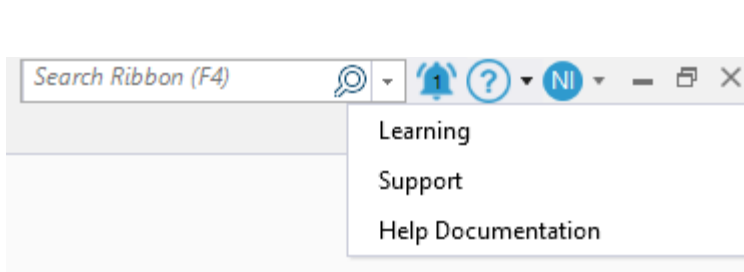 Search Ribbon (F4) 1 ? NI
Learning
Support
Help Documentation